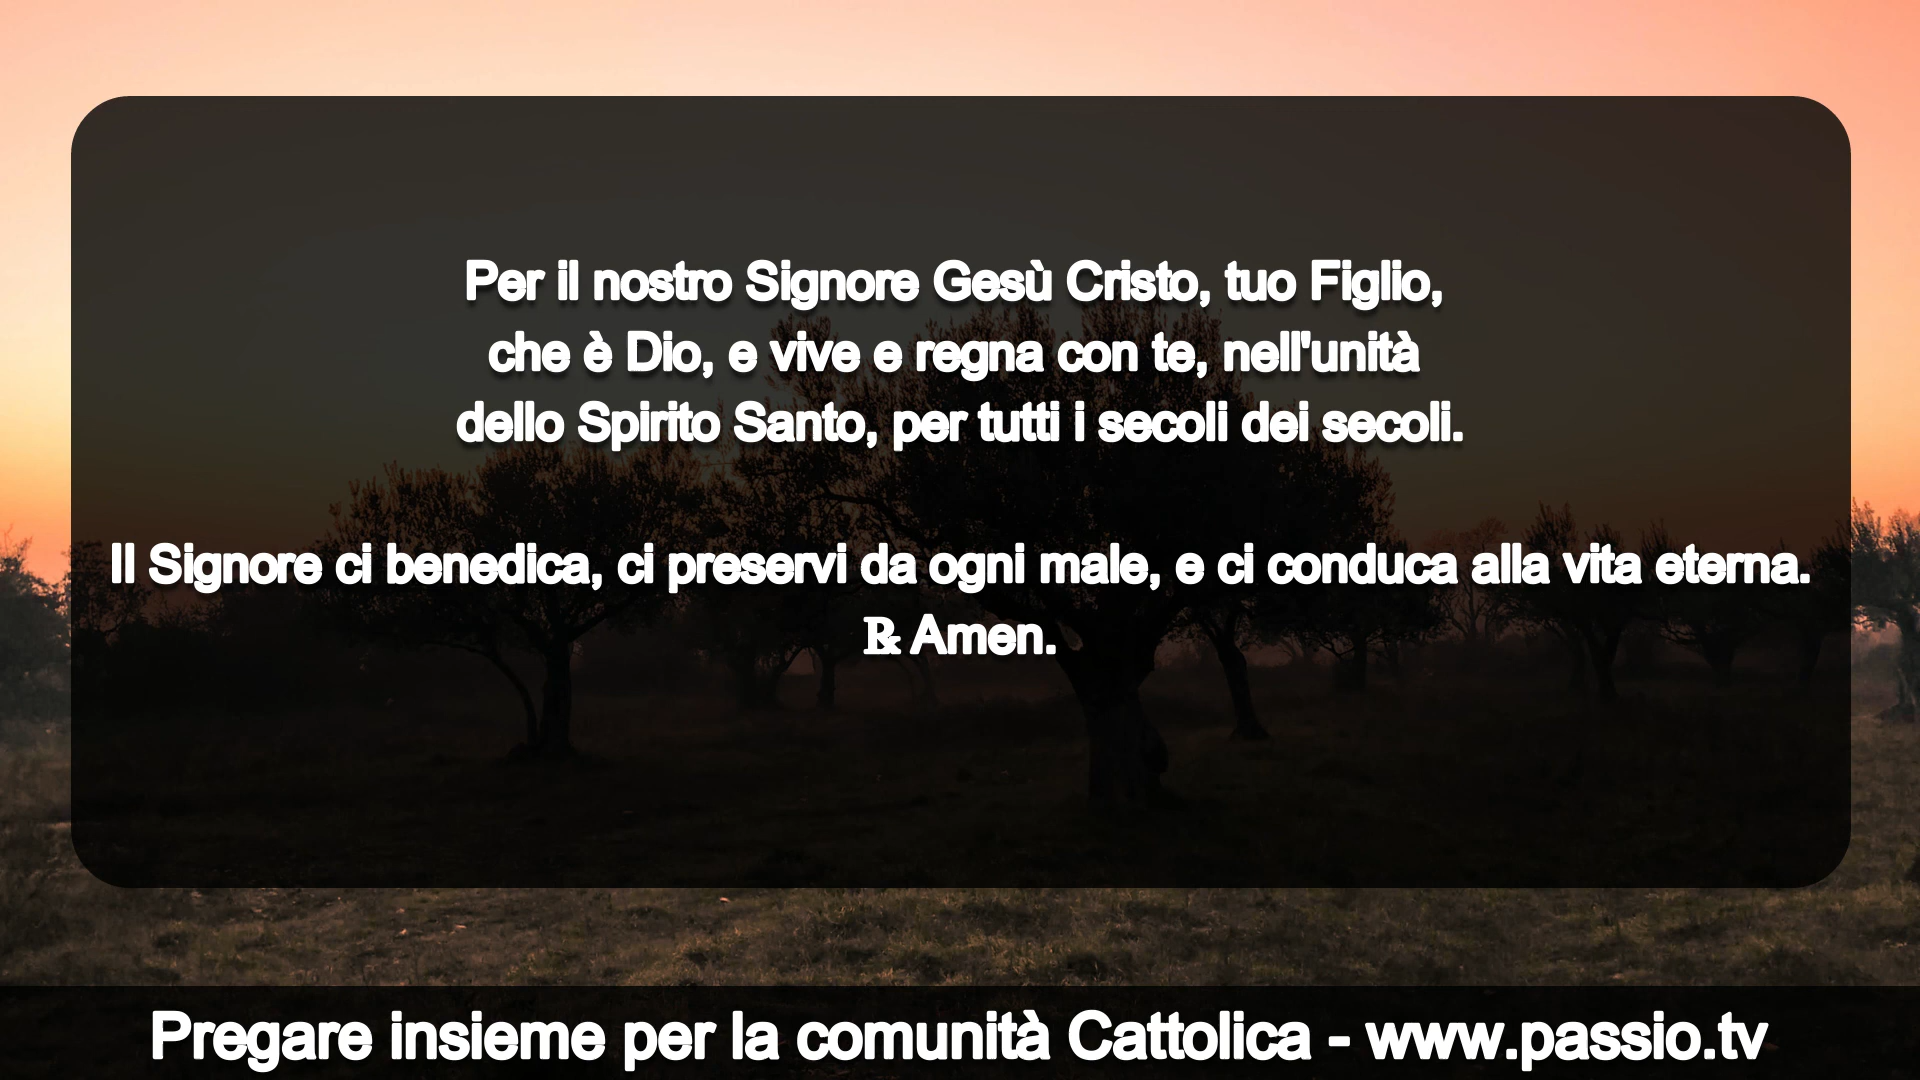 Per il nostro Signore Gesù Cristo, tuo Figlio,
che è Dio, e vive e regna con te, nell'unità
dello Spirito Santo, per tutti i secoli dei secoli.
Il Signore ci benedica, ci preservi da ogni male, e ci conduca alla vita eterna.
℞ Amen.
Pregare insieme per la comunità Cattolica - www.passio.tv